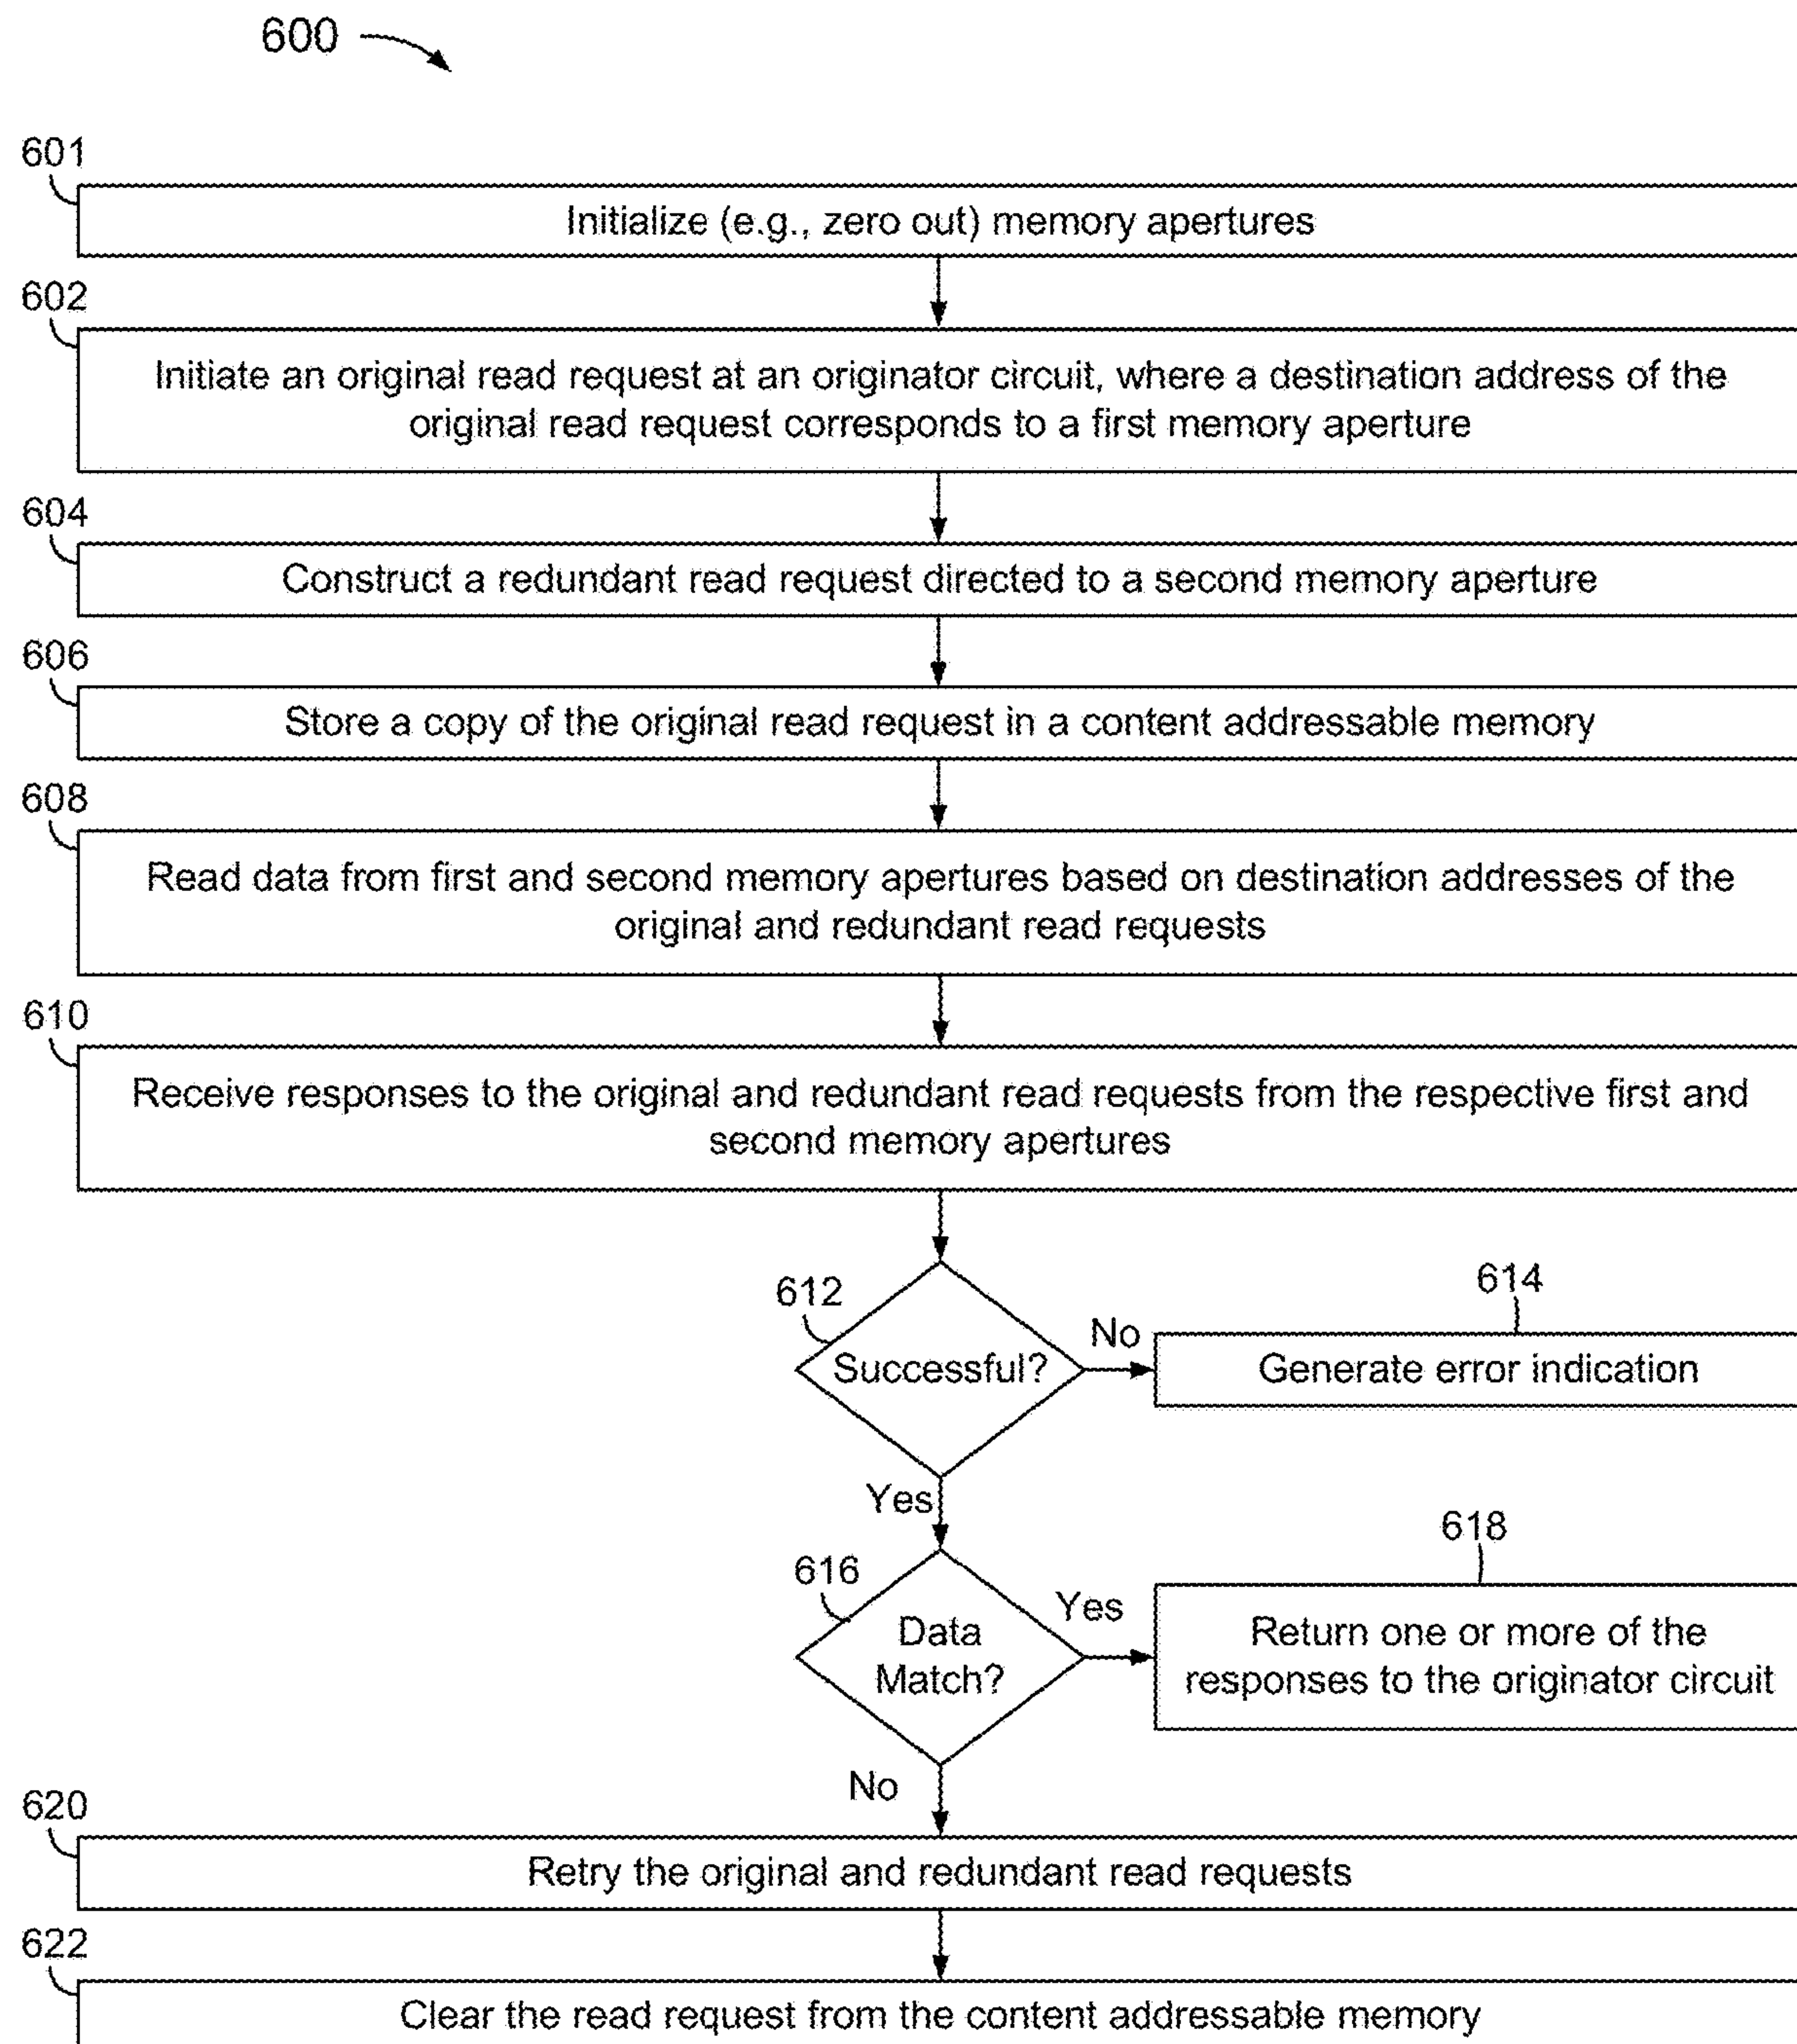 600
601
Initialize (e.g., zero out) memory apertures
602
Initiate an original read request at an originator circuit, where a destination address of the
original read request corresponds to a first memory aperture
604
Construct a redundant read request directed to a second memory aperture
606
Store a copy of the original read request in a content addressable memory
608
Read data from first and second memory apertures based on destination addresses of the
original and redundant read requests
610
Receive responses to the original and redundant read requests from the respective first and
second memory apertures
612
Successful?
No
614
Generate error indication
Yes
616
Data
Match?
Yes
618
Return one or more of the
responses to the originator circuit
No
620
Retry the original and redundant read requests
622
Clear the read request from the content addressable memory